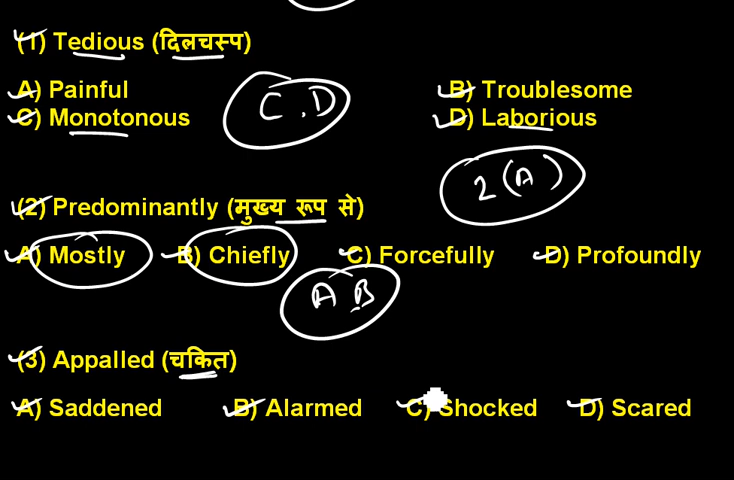 (1) Tedious (दिलचस्प)
A) Painful B) Troublesome
C) Monotonous D) Laborious
C . D
2 (A)
(2) Predominantly (मुख्य रूप से)
A) Mostly B) Chiefly C) Forcefully D) Profoundly
A B
(3) Appalled (चकित)
A) Saddened B) Alarmed C) Shocked D) Scared